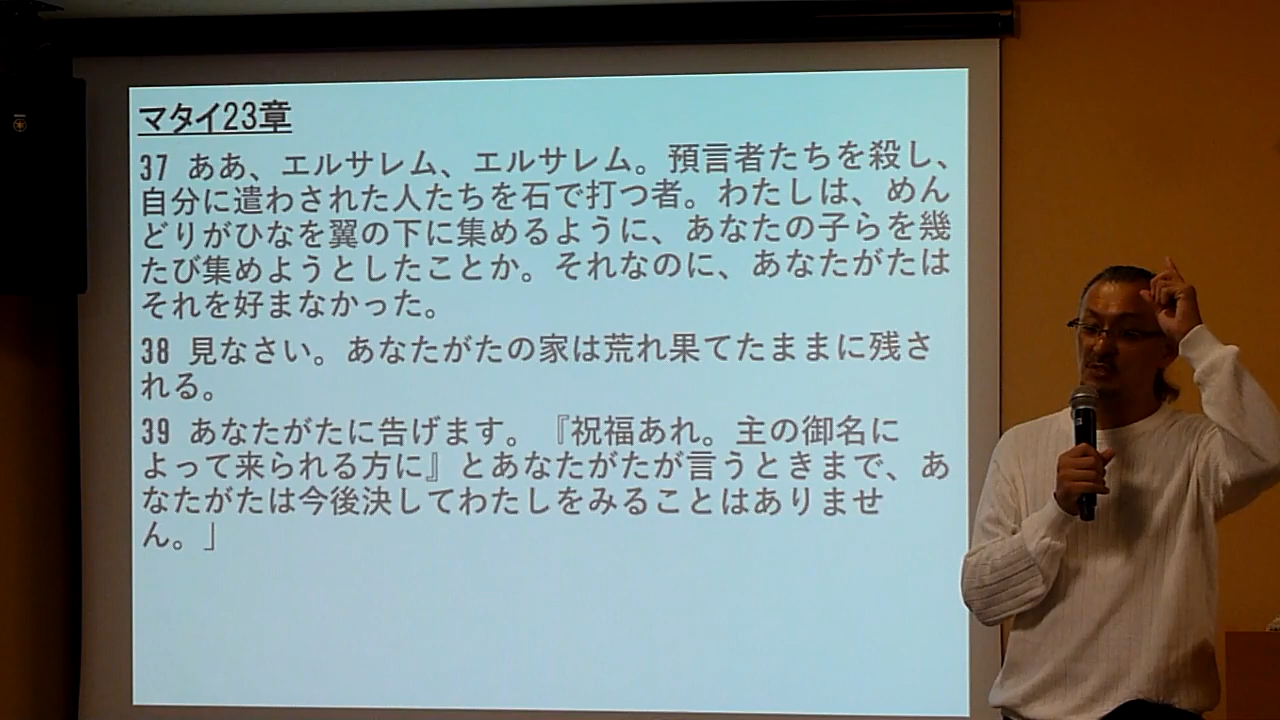 マタイ23章
37 ああ、エルサレム、エルサレム。預言者たちを殺し、
自分に遣わされた人たちを石で打つ者。わたしは、めん
どりがひなを翼の下に集めるように、あなたの子らを幾
たび集めようとしたことか。それなのに、あなたがたは
それを好まなかった。
38 見なさい。あなたがたの家は荒れ果てたままに残さ
れる。
39 あなたがたに告げます。『祝福あれ。主の御名に
よって来られる方に』とあなたがたが言うときまで、あ
なたがたは今後決してわたしをみることはありませ
ん。」